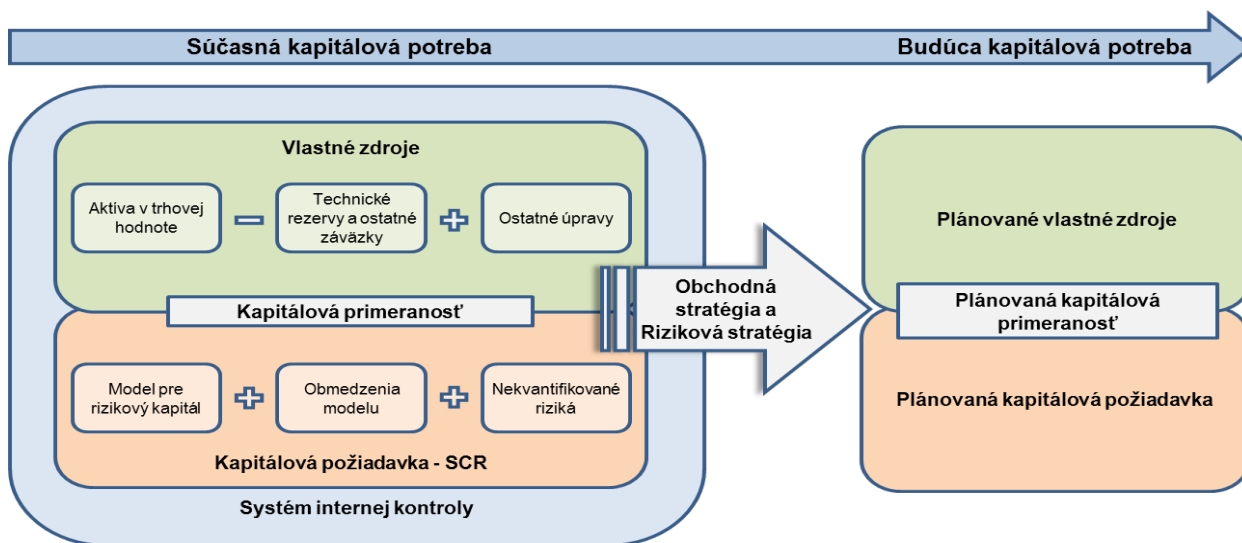 Súčasná kapitálová potreba
Budúca kapitálová potreba
Vlastné zdroje
Aktiva v trhovej
hodnote
Technické
rezervy a ostatné
záväzky
Ostatné úpravy
Kapitálová primeranosť
Model pre
rizikový kapitál
Obmedzenia
modelu
Nekvantifikované
riziká
Kapitálová požiadavka - SCR
Systém internej kontroly
Obchodná
stratégia a
Riziková stratégia
Plánované vlastné zdroje
Plánovaná kapitálová
primeranosť
Plánovaná kapitálová požiadavka